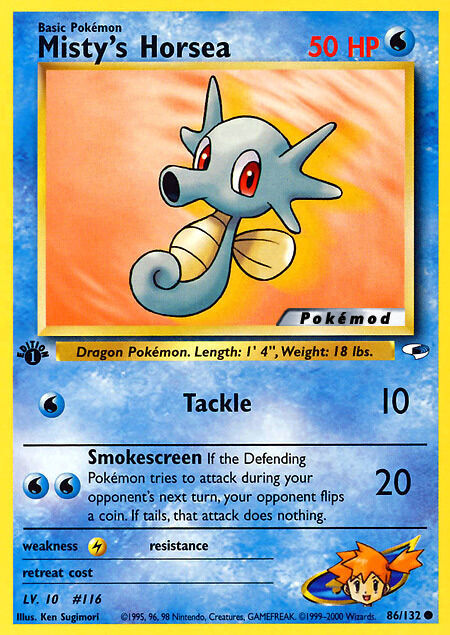 Basic Pokémon
Misty's Horsea
50 HP
Pokémod
EDITION
1
Dragon Pokémon. Length: 1' 4", Weight: 18 lbs.
Tackle 10
Smokescreen If the Defending
Pokémon tries to attack during your
opponent's next turn, your opponent flips
a coin. If tails, that attack does nothing.
20
weakness resistance
retreat cost
LV. 10 #116
Illus. Ken Sugimori
©1995, 96, 98 Nintendo, Creatures, GAMEFREAK. ©1999-2000 Wizards.
86/132